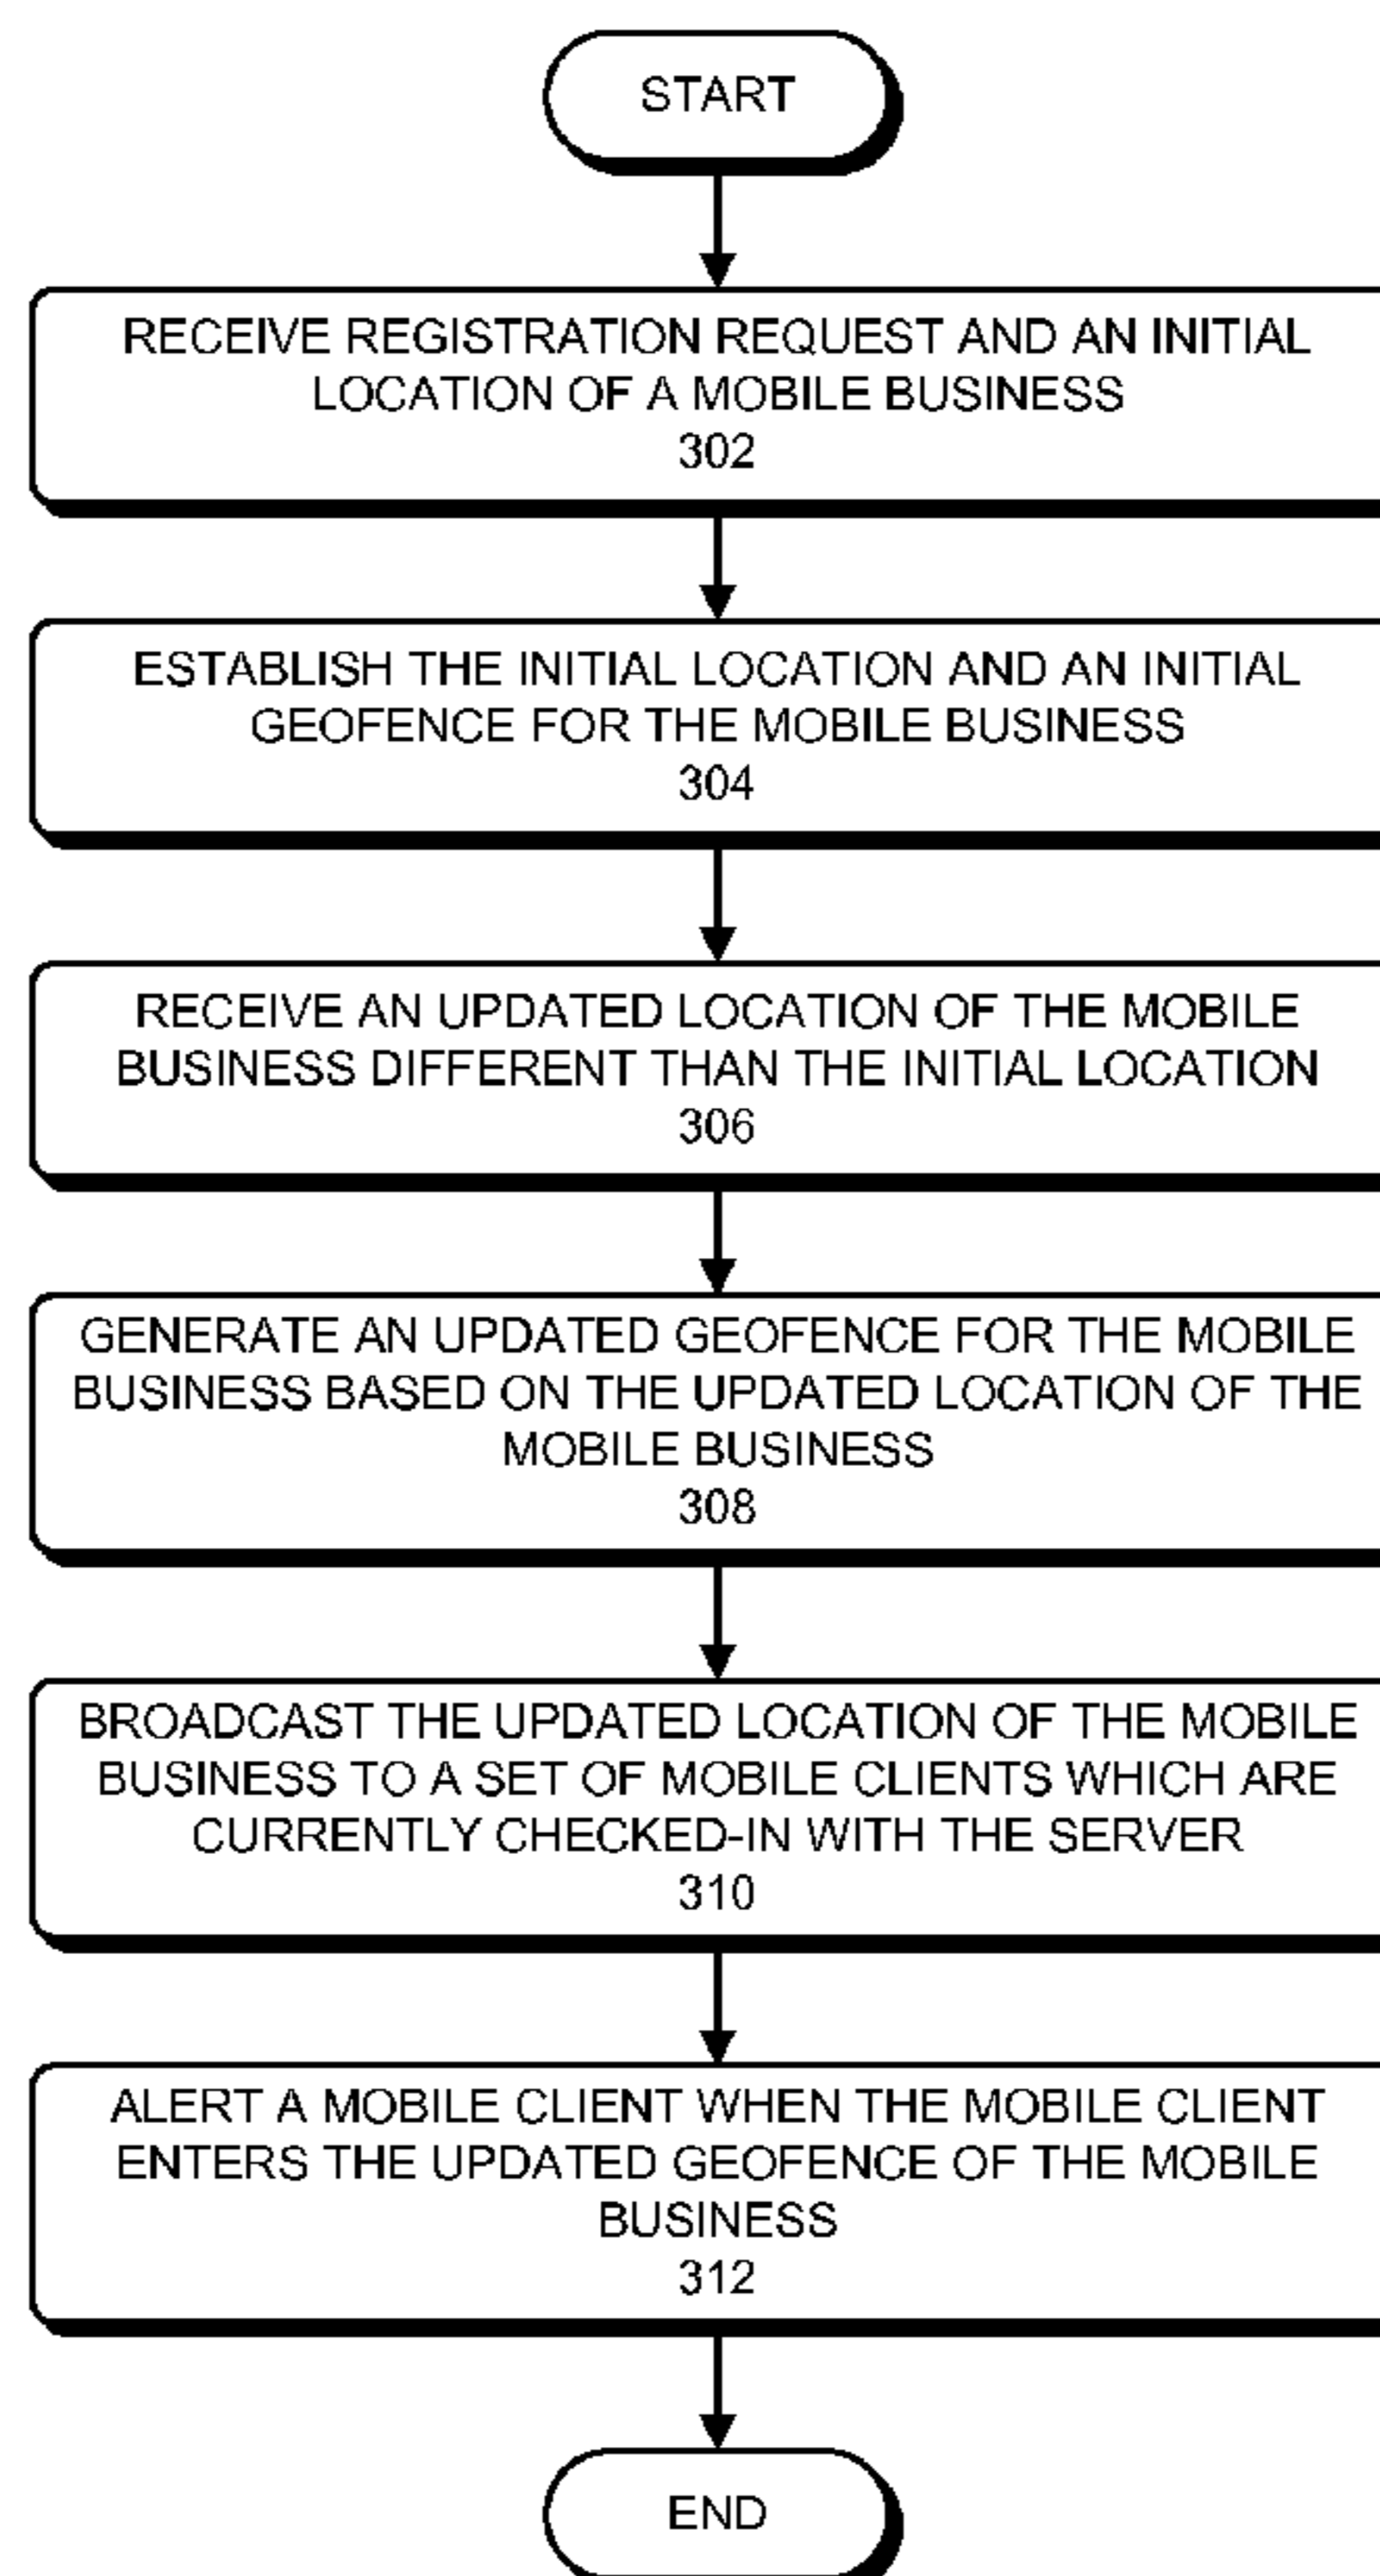 START
RECEIVE REGISTRATION REQUEST AND AN INITIAL
LOCATION OF A MOBILE BUSINESS
302
ESTABLISH THE INITIAL LOCATION AND AN INITIAL
GEOFENCE FOR THE MOBILE BUSINESS
304
RECEIVE AN UPDATED LOCATION OF THE MOBILE
BUSINESS DIFFERENT THAN THE INITIAL LOCATION
306
GENERATE AN UPDATED GEOFENCE FOR THE MOBILE
BUSINESS BASED ON THE UPDATED LOCATION OF THE
MOBILE BUSINESS
308
BROADCAST THE UPDATED LOCATION OF THE MOBILE
BUSINESS TO A SET OF MOBILE CLIENTS WHICH ARE
CURRENTLY CHECKED-IN WITH THE SERVER
310
ALERT A MOBILE CLIENT WHEN THE MOBILE CLIENT
ENTERS THE UPDATED GEOFENCE OF THE MOBILE
BUSINESS
312
END